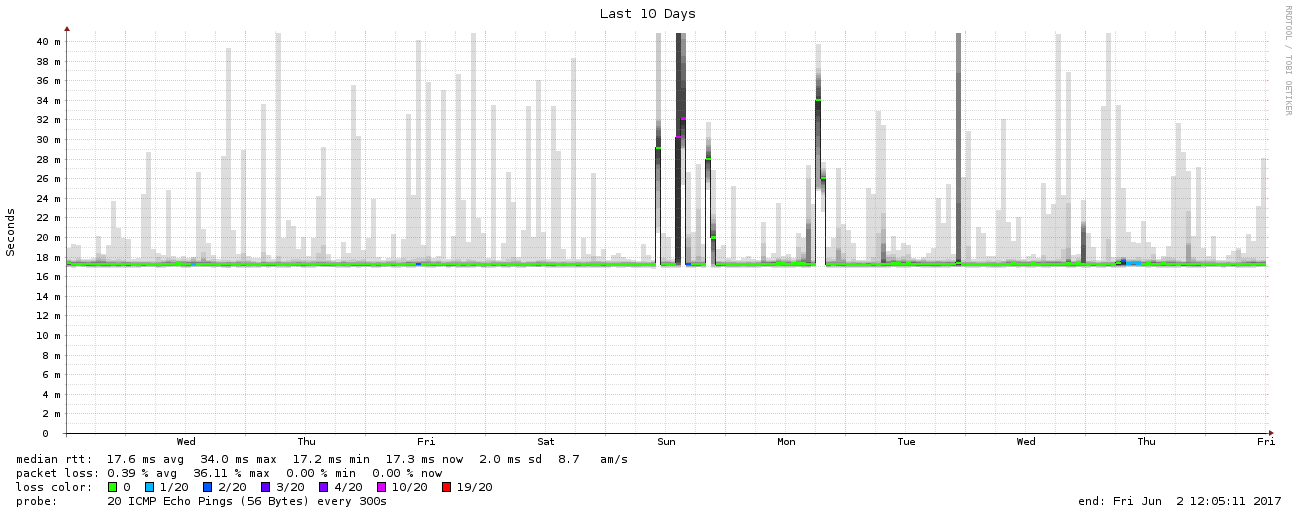 Last 10 Days
RRDTOOL / TOBI OETIKER
Seconds
40 m
38 m
36 m
34 m
32 m
30 m
28 m
26 m
24 m
22 m
20 m
18 m
16 m
14 m
12 m
10 m
8 m
6 m
4 m
2 m
0
Wed Thu Fri Sat Sun Mon Tue Wed Thu Fri
median rtt: 17.6 ms avg 34.0 ms max 17.2 ms min 17.3 ms now 2.0 ms sd 8.7 am/s
packet loss: 0.39 % avg 36.11 % max 0.00 % min 0.00 % now
loss color: 0 1/20 2/20 3/20 4/20 10/20 19/20
probe: 20 ICMP Echo Pings (56 Bytes) every 300s end: Fri Jun 2 12:05:11 2017